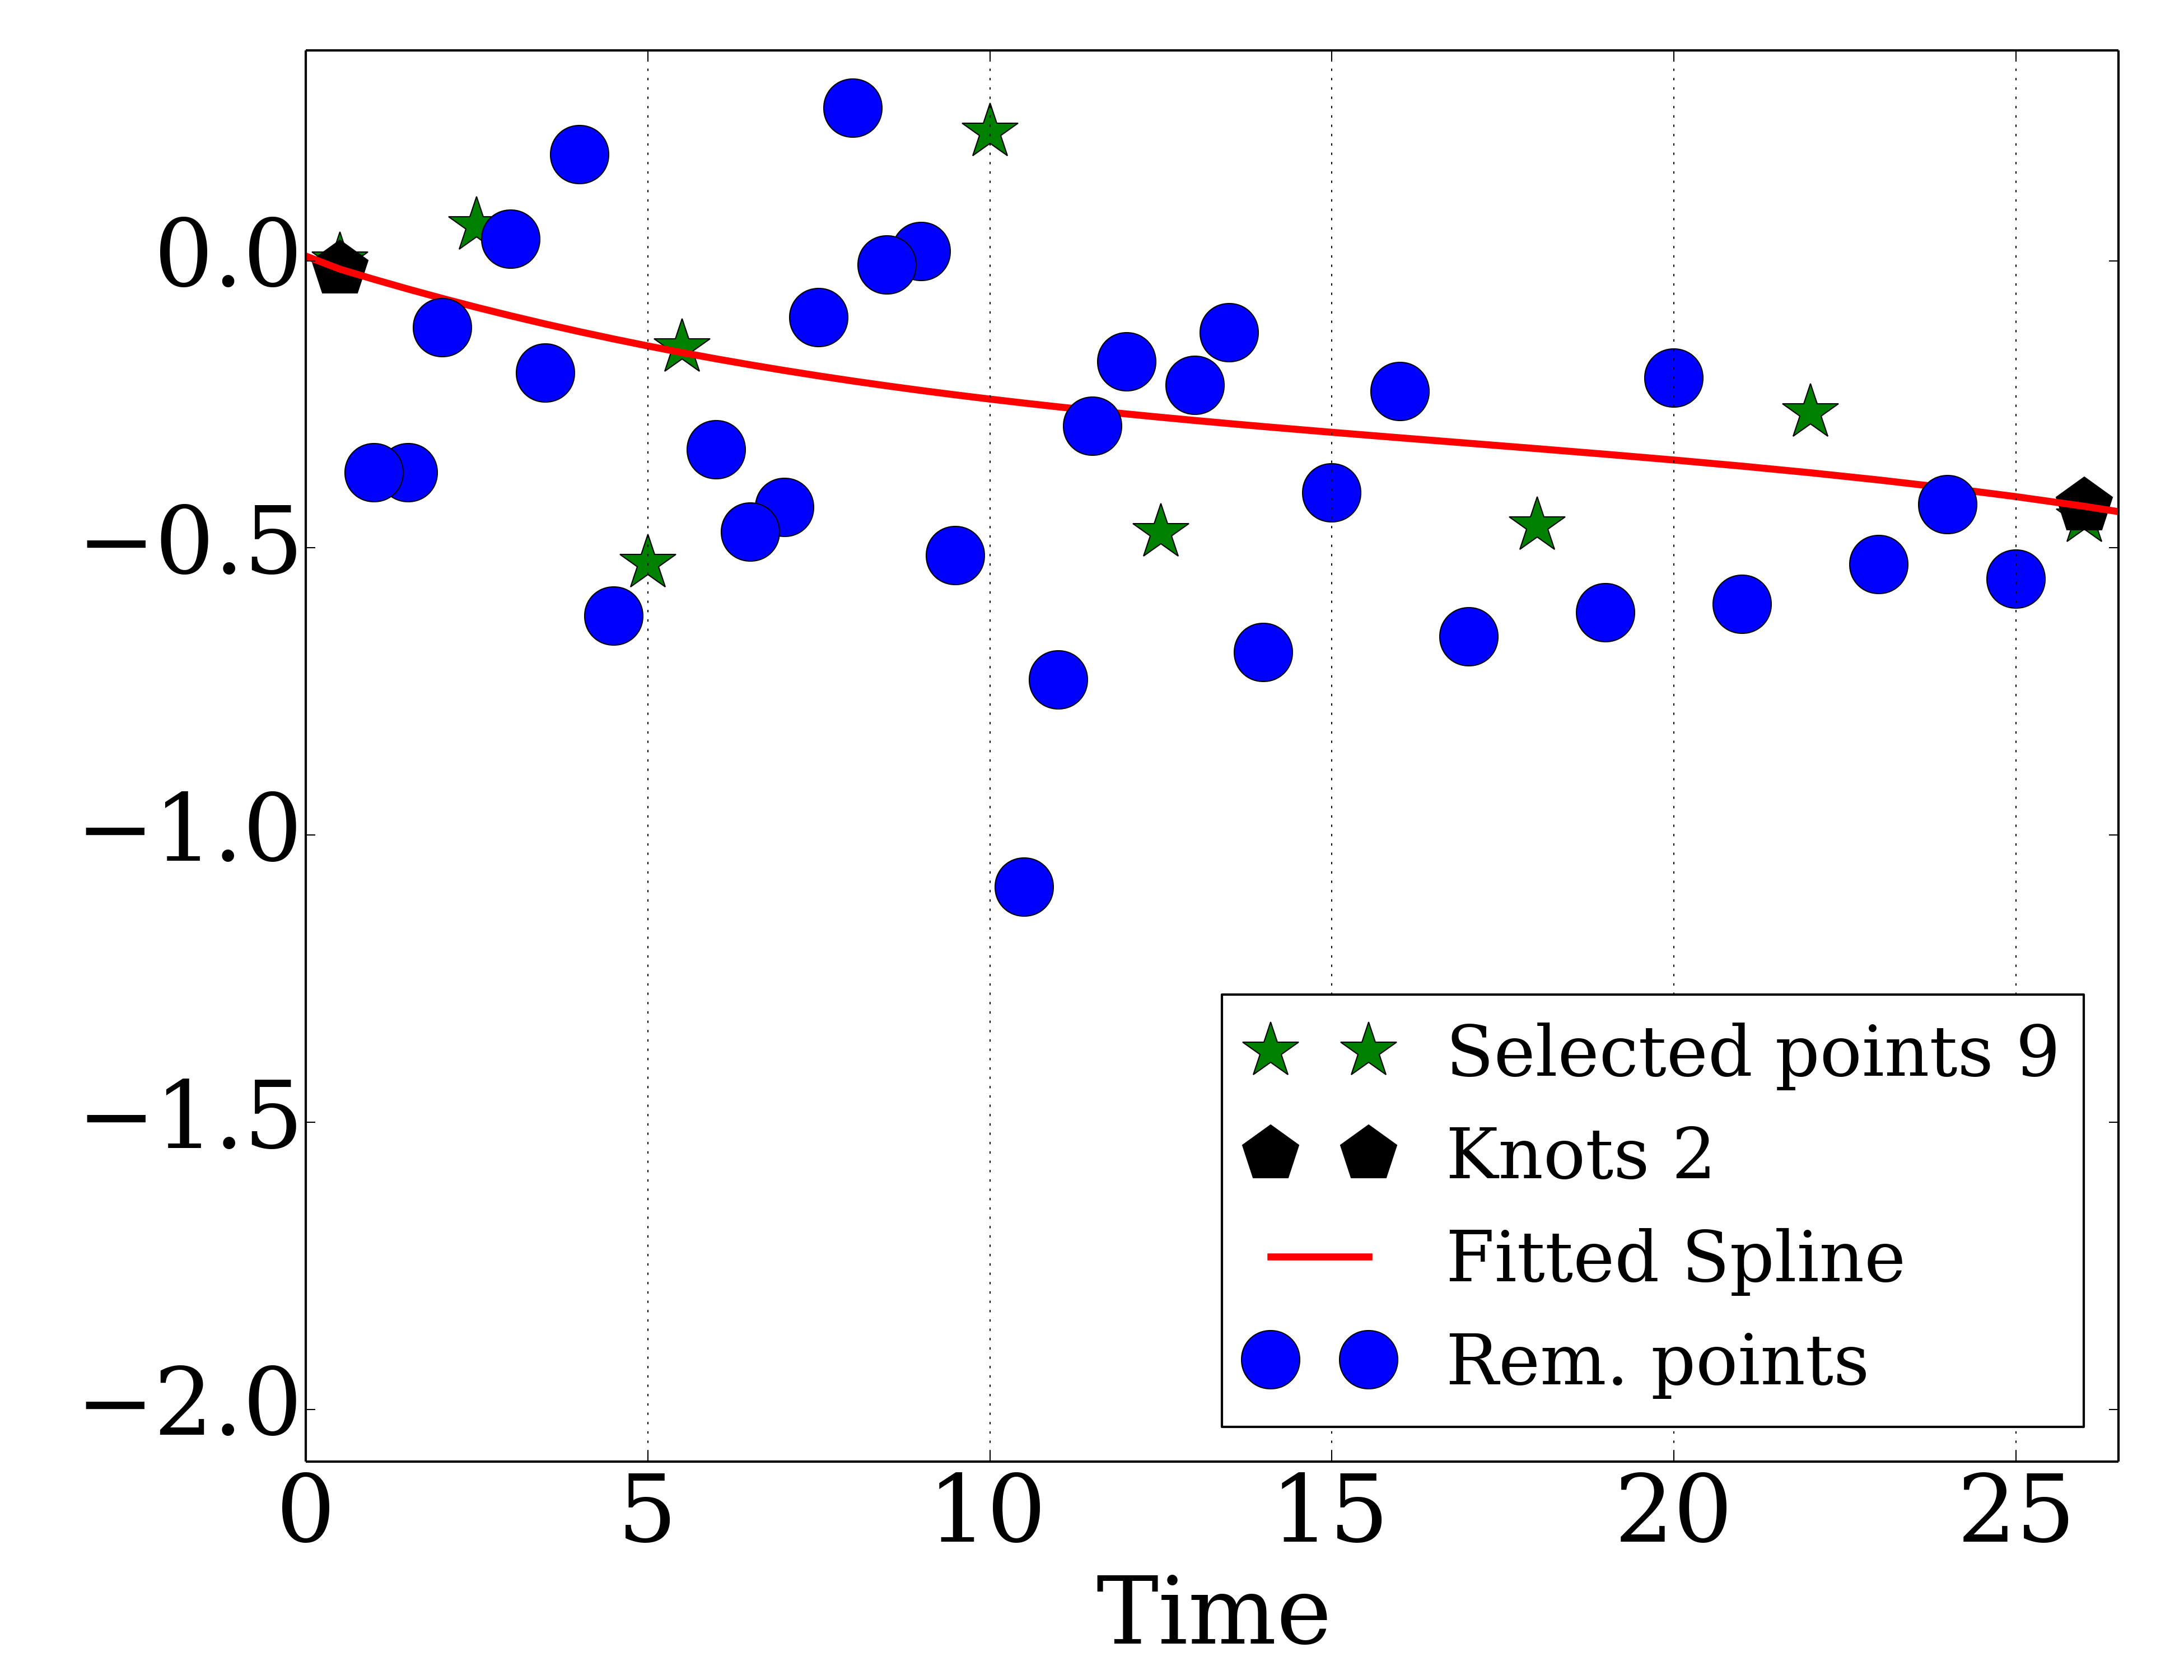 0.0
−0.5
−1.0
−1.5
−2.0
0 5 10 15 20 25
Time
Selected points 9
Knots 2
Fitted Spline
Rem. points